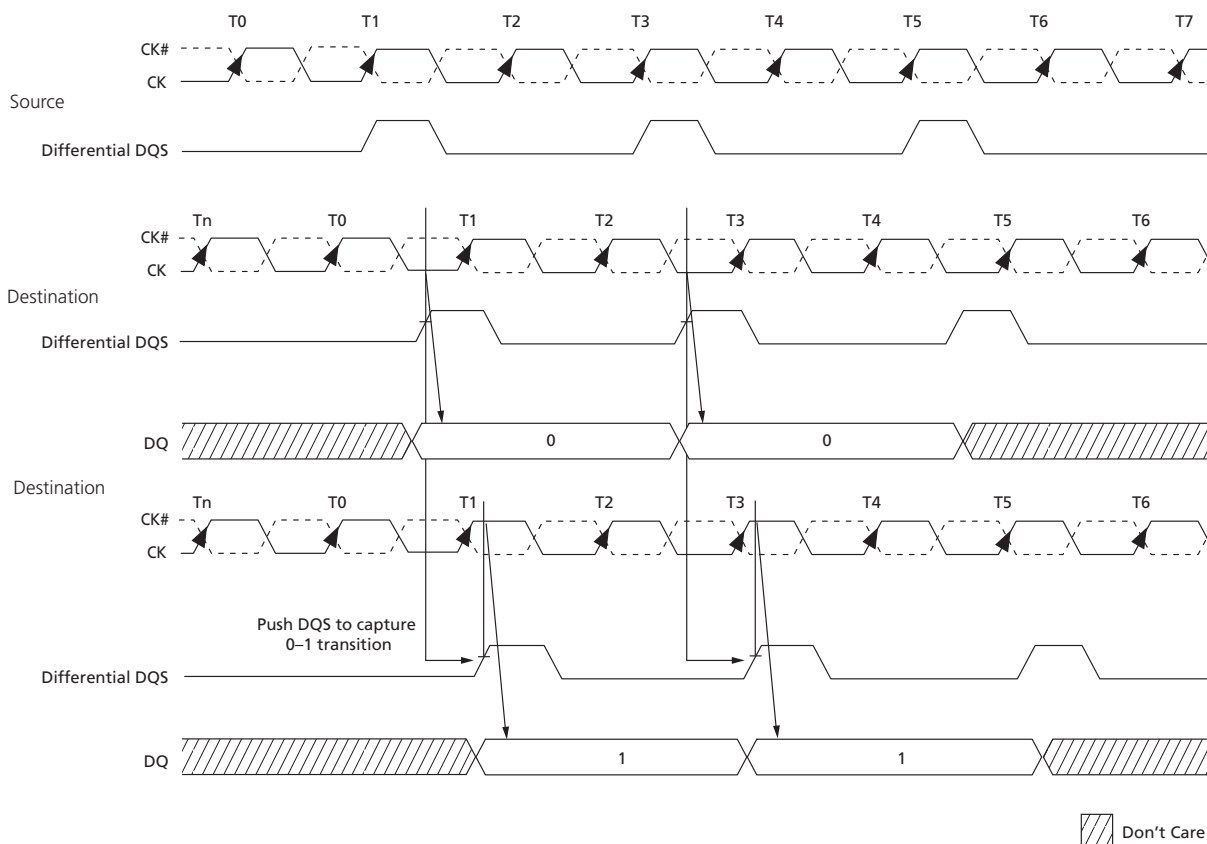 T0 T1 T2 T3 T4 T5 T6 T7
CK#
CK
Source
Differential DQS
Tn T0 T1 T2 T3 T4 T5 T6
CK#
CK
Destination
Differential DQS
DQ 0 0
Destination
Tn T0 T1 T2 T3 T4 T5 T6
CK#
CK
Push DQS to capture
0–1 transition
Differential DQS
DQ 1 1
Don't Care